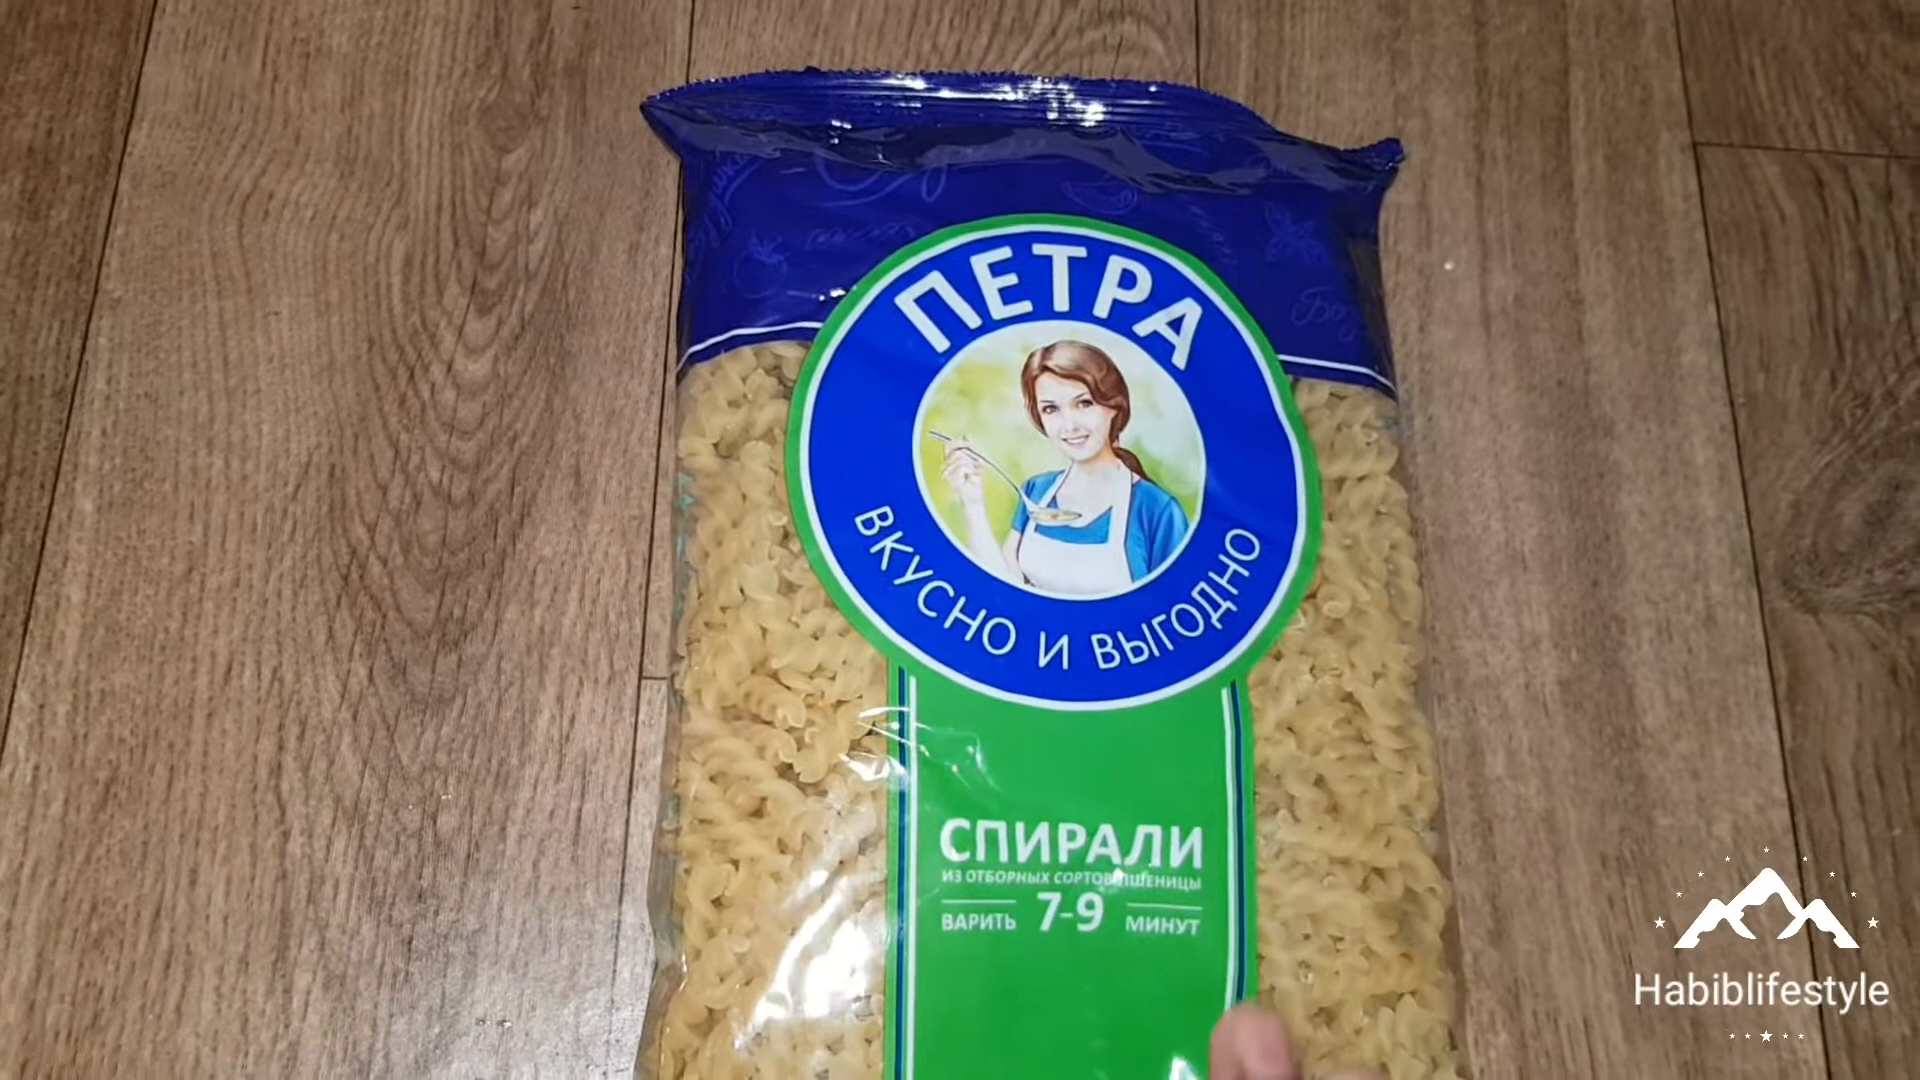 ПЕТРА
ВКУСНО И ВЫГОДНО
СПИРАЛИ
ИЗ ОТБОРНЫХ СОРТОВ ПШЕНИЦЫ
ВАРИТЬ 7-9 МИНУТ
Habiblifestyle